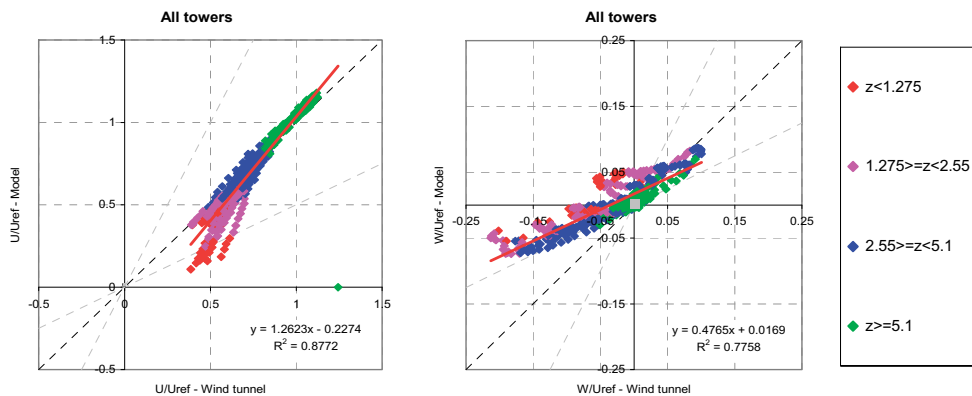 All towers
1.5
1
0.5
0
-0.5
-0.5 0 0.5 1 1.5
U/Uref - Model
U/Uref - Wind tunnel
y = 1.2623x - 0.2274
R2 = 0.8772
All towers
0.25
0.15
0.05
-0.05
-0.15
-0.25
-0.25 -0.15 -0.05 0.05 0.15 0.25
W/Uref - Model
W/Uref - Wind tunnel
y = 0.4765x + 0.0169
R2 = 0.7758
z<1.275
1.275>=z<2.55
2.55>=z<5.1
z>=5.1